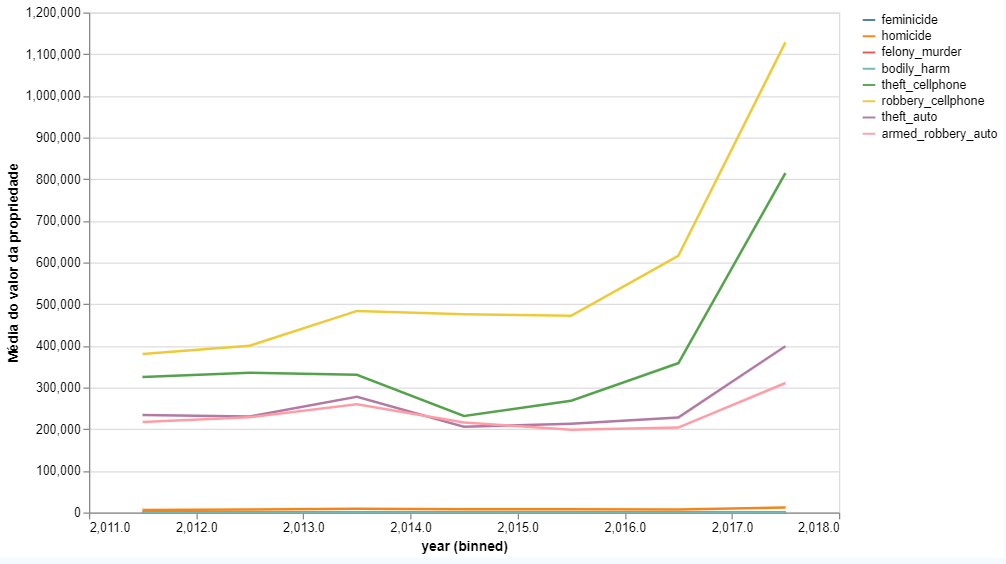 1,200,000
1,100,000
1,000,000
900,000
800,000
700,000
600,000
500,000
400,000
300,000
200,000
100,000
0
Média do valor da propriedade
2,011.0 2,012.0 2,013.0 2,014.0 2,015.0 2,016.0 2,017.0 2,018.0
year (binned)
feminicide
homicide
felony_murder
bodily_harm
theft_cellphone
robbery_cellphone
theft_auto
armed_robbery_auto